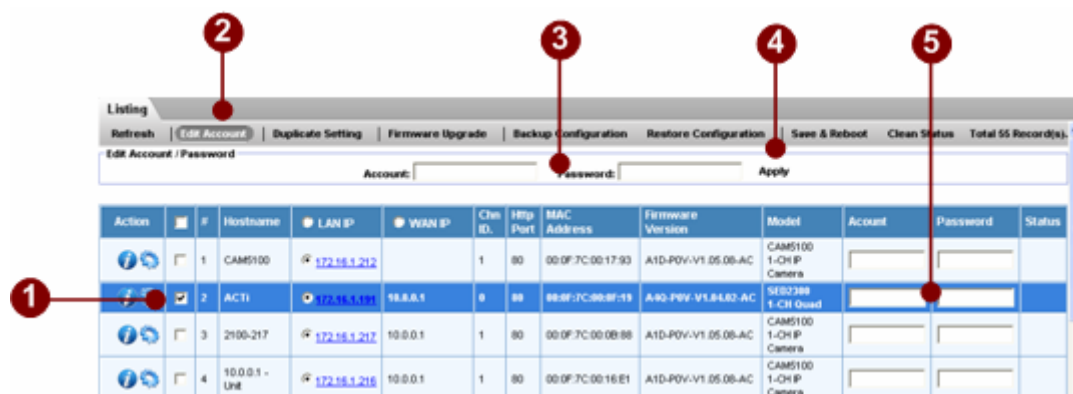 2 3 4 5
Listing
Refresh | Edit Account | Duplicate Setting | Firmware Upgrade | Backup Configuration Restore Configuration | Save & Reboot Clean Status Total 55 Record(s).
Edit Account / Password
Account: Password: Apply
Action # Hostname LAN IP WAN IP Chn ID. Http Port MAC Address Firmware Version Model Acount Password Status
1 CAM5100 172.16.1.212 1 80 00:0F:7C:00:17:93 A1D-P0V-V1.05.08-AC CAM5100 1-CH IP Camera
1
2 ACTi 172.16.1.191 10.0.0.1 0 80 00:0F:7C:00:0F:19 A4Q-P0V-V1.04.02-AC SED2300 1-CH Quad
3 2100-217 172.16.1.217 10.0.0.1 1 80 00:0F:7C:00:0B:88 A1D-P0V-V1.05.08-AC CAM5100 1-CH IP Camera
4 10.0.0.1 - Unit 172.16.1.216 10.0.0.1 1 80 00:0F:7C:00:16:E1 A1D-P0V-V1.05.08-AC CAM5100 1-CH IP Camera